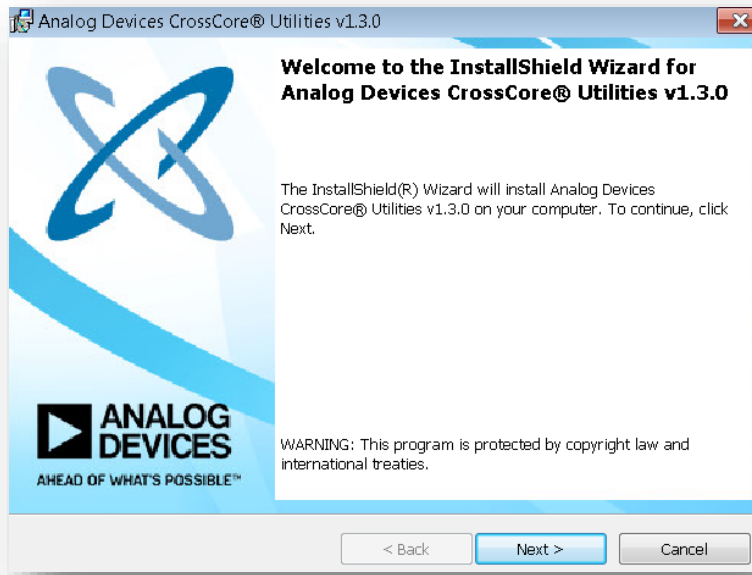 Analog Devices CrossCore® Utilities v1.3.0
Welcome to the InstallShield Wizard for
Analog Devices CrossCore® Utilities v1.3.0
The InstallShield(R) Wizard will install Analog Devices
CrossCore® Utilities v1.3.0 on your computer. To continue, click
Next.
ANALOG
DEVICES
AHEAD OF WHAT'S POSSIBLE™
WARNING: This program is protected by copyright law and
international treaties.
< Back
Next >
Cancel